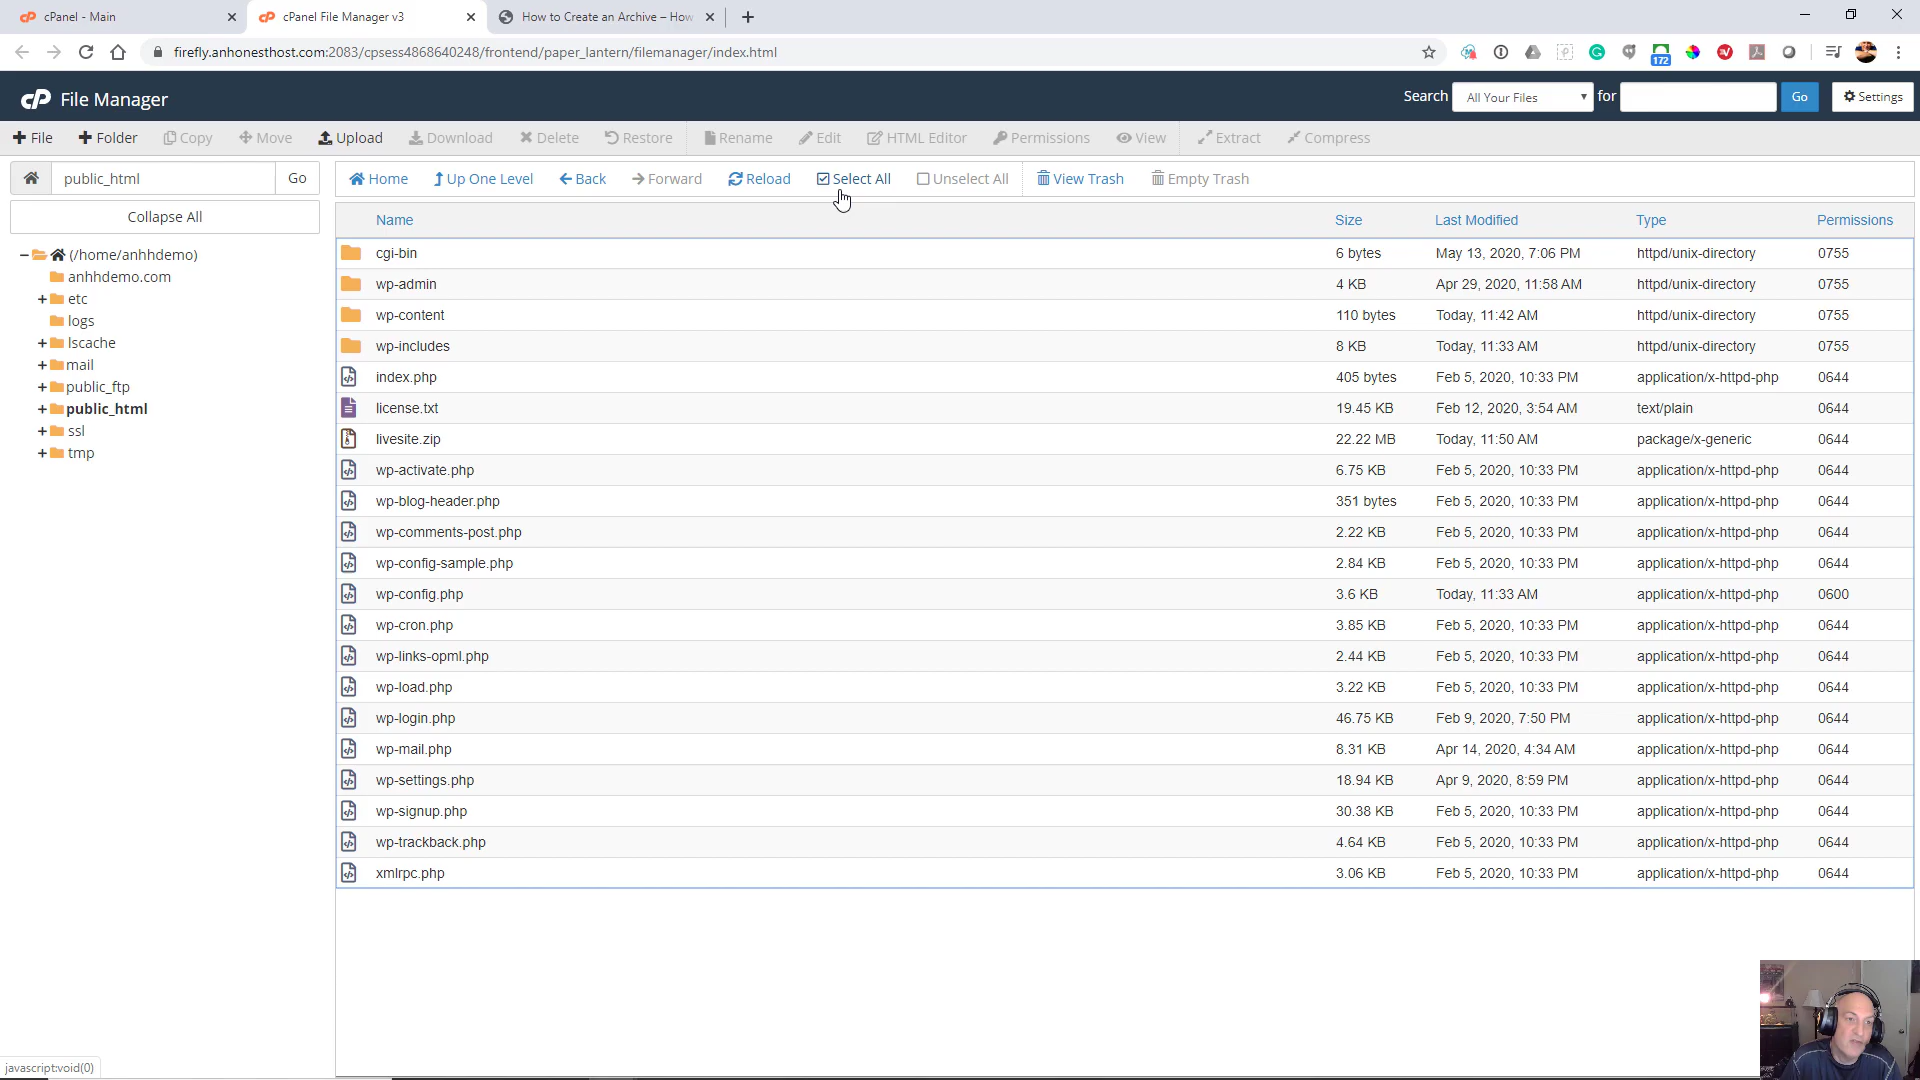 cPanel - Main
cPanel File Manager v3
How to Create an Archive – How
firefly.anhonesthost.com:2083/cpsess4868640248/frontend/paper_lantern/filemanager/index.html
172
cP File Manager
Search All Your Files for Go Settings
File Folder Copy Move Upload Download Delete Restore Rename Edit HTML Editor Permissions View Extract Compress
public_html Go
Home Up One Level Back Forward Reload Select All Unselect All View Trash Empty Trash
Collapse All
(/home/anhhdemo)
anhhdemo.com
etc
logs
lscache
mail
public_ftp
public_html
ssl
tmp
Name Size Last Modified Type Permissions
cgi-bin 6 bytes May 13, 2020, 7:06 PM httpd/unix-directory 0755
wp-admin 4 KB Apr 29, 2020, 11:58 AM httpd/unix-directory 0755
wp-content 110 bytes Today, 11:42 AM httpd/unix-directory 0755
wp-includes 8 KB Today, 11:33 AM httpd/unix-directory 0755
index.php 405 bytes Feb 5, 2020, 10:33 PM application/x-httpd-php 0644
license.txt 19.45 KB Feb 12, 2020, 3:54 AM text/plain 0644
livesite.zip 22.22 MB Today, 11:50 AM package/x-generic 0644
wp-activate.php 6.75 KB Feb 5, 2020, 10:33 PM application/x-httpd-php 0644
wp-blog-header.php 351 bytes Feb 5, 2020, 10:33 PM application/x-httpd-php 0644
wp-comments-post.php 2.22 KB Feb 5, 2020, 10:33 PM application/x-httpd-php 0644
wp-config-sample.php 2.84 KB Feb 5, 2020, 10:33 PM application/x-httpd-php 0644
wp-config.php 3.6 KB Today, 11:33 AM application/x-httpd-php 0600
wp-cron.php 3.85 KB Feb 5, 2020, 10:33 PM application/x-httpd-php 0644
wp-links-opml.php 2.44 KB Feb 5, 2020, 10:33 PM application/x-httpd-php 0644
wp-load.php 3.22 KB Feb 5, 2020, 10:33 PM application/x-httpd-php 0644
wp-login.php 46.75 KB Feb 9, 2020, 7:50 PM application/x-httpd-php 0644
wp-mail.php 8.31 KB Apr 14, 2020, 4:34 AM application/x-httpd-php 0644
wp-settings.php 18.94 KB Apr 9, 2020, 8:59 PM application/x-httpd-php 0644
wp-signup.php 30.38 KB Feb 5, 2020, 10:33 PM application/x-httpd-php 0644
wp-trackback.php 4.64 KB Feb 5, 2020, 10:33 PM application/x-httpd-php 0644
xmlrpc.php 3.06 KB Feb 5, 2020, 10:33 PM application/x-httpd-php 0644
javascript:void(0)